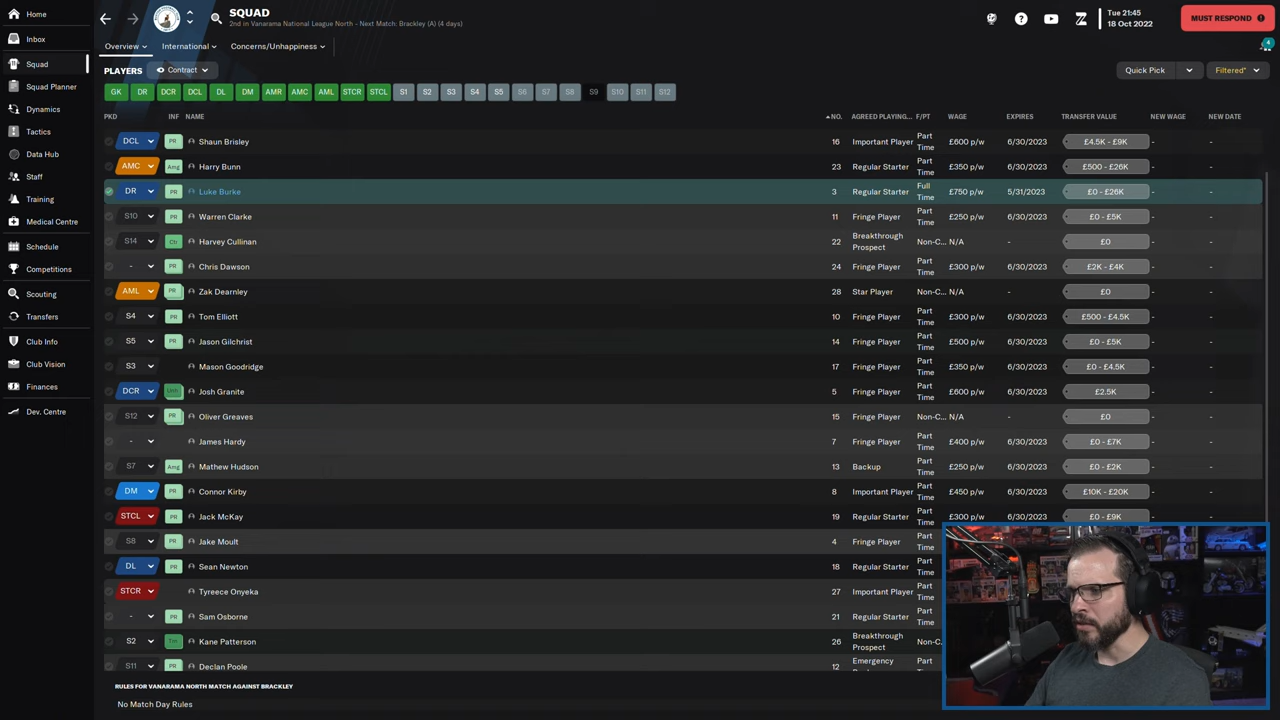 Home
Inbox
Squad
Squad Planner
Dynamics
Tactics
Data Hub
Staff
Training
Medical Centre
Schedule
Competitions
Scouting
Transfers
Club Info
Club Vision
Finances
Dev. Centre
SQUAD
2nd in Vanarama National League North - Next Match: Brackley (A) (4 days)
Tue 21:45
18 Oct 2022
MUST RESPOND
4
Overview International Concerns/Unhappiness
PLAYERS Contract Quick Pick Filtered*
GK DR DCR DCL DL DM AMR AMC AML STCR STCL S1 S2 S3 S4 S5 S6 S7 S8 S9 S10 S11 S12
PKD INF NAME NO. AGREED PLAYING... F/PT WAGE EXPIRES TRANSFER VALUE NEW WAGE NEW DATE
DCL PR Shaun Brisley 16 Important Player Part Time £600 p/w 6/30/2023 £4.5K - £9K - -
AMC Amg Harry Bunn 23 Regular Starter Part Time £350 p/w 6/30/2023 £500 - £26K - -
DR PR Luke Burke 3 Regular Starter Full Time £750 p/w 5/31/2023 £0 - £26K - -
S10 PR Warren Clarke 11 Fringe Player Part Time £250 p/w 6/30/2023 £0 - £5K - -
S14 Harvey Cullinan 22 Breakthrough Prospect Non-C... N/A - £0 - -
- PR Chris Dawson 24 Fringe Player Part Time £300 p/w 6/30/2023 £2K - £4K - -
AML PR Zak Dearnley 28 Star Player Non-C... N/A - £0 - -
S4 PR Tom Elliott 10 Fringe Player Part Time £300 p/w 6/30/2023 £500 - £4.5K - -
S5 PR Jason Gilchrist 14 Fringe Player Part Time £350 p/w 6/30/2023 £0 - £5K - -
S3 Mason Goodridge 17 Fringe Player Part Time £350 p/w 6/30/2023 £0 - £4.5K - -
DCR Unh Josh Granite 5 Fringe Player Part Time £600 p/w 6/30/2023 £2.5K - -
S12 PR Oliver Greaves 15 Fringe Player Non-C... N/A - £0 - -
- James Hardy 7 Fringe Player Part Time £400 p/w 6/30/2023 £0 - £7K - -
S7 Amg Mathew Hudson 13 Backup Part Time £250 p/w 6/30/2023 £0 - £2K - -
DM PR Connor Kirby 8 Important Player Part Time £450 p/w 6/30/2023 £10K - £20K - -
STCL PR Jack McKay 19 Regular Starter Part Time £300 p/w 6/30/2023 £0 - £9K - -
S8 PR Jake Moult 4 Fringe Player Part Time
DL PR Sean Newton 18 Regular Starter Part Time
STCR Tyreece Onyeka 27 Important Player Part Time
- PR Sam Osborne 21 Regular Starter Part Time
S2 Trn Kane Patterson 26 Breakthrough Prospect Non-C...
S11 PR Declan Poole 12 Emergency Part
RULES FOR VANARAMA NORTH MATCH AGAINST BRACKLEY
No Match Day Rules